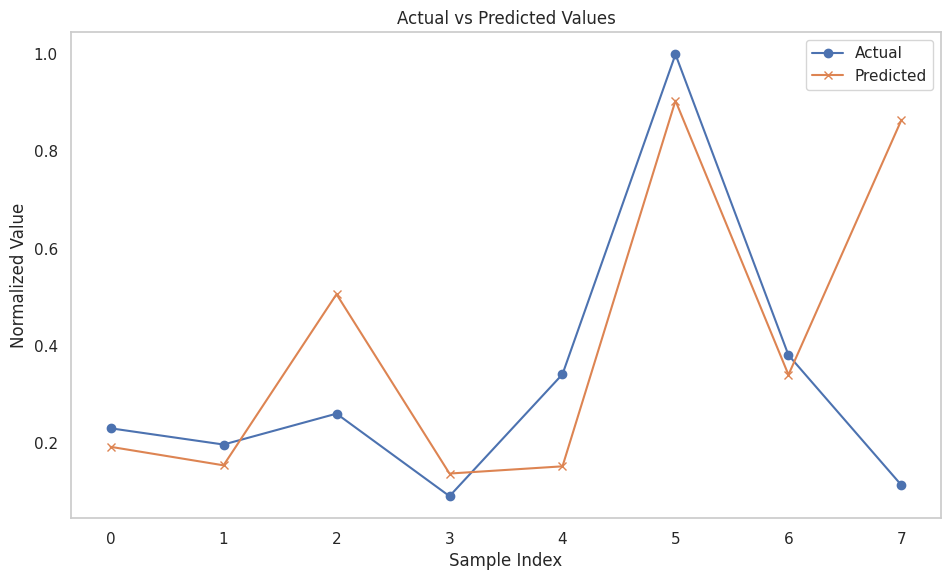 Actual vs Predicted Values
Actual
Predicted
Normalized Value
1.0
0.8
0.6
0.4
0.2
0 1 2 3 4 5 6 7
Sample Index